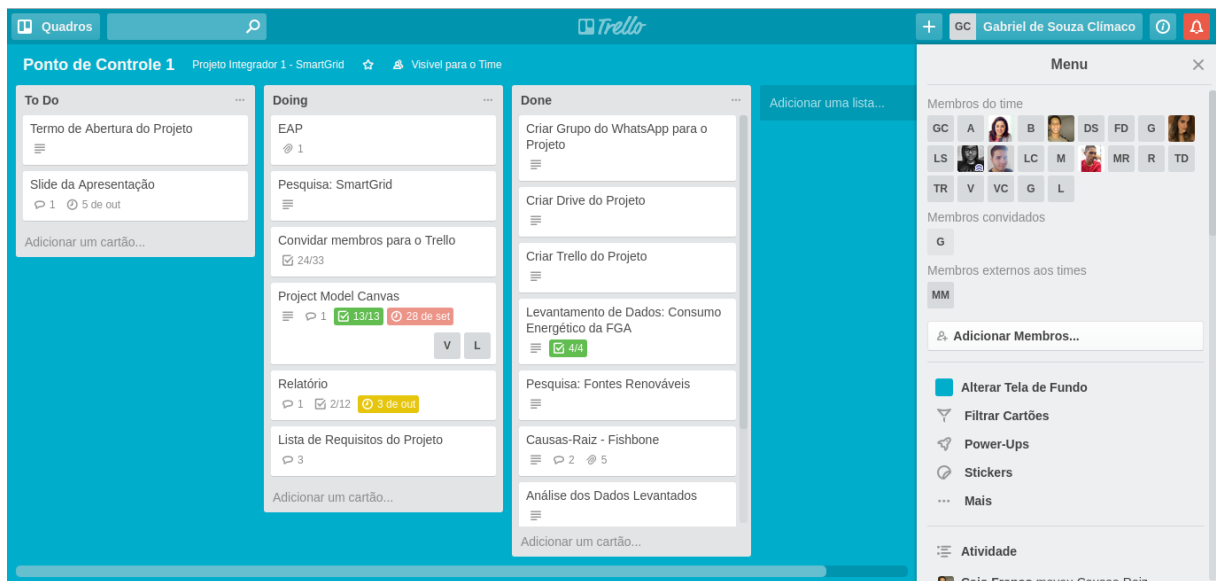 Quadros
Trello
GC Gabriel de Souza Clímaco
Ponto de Controle 1 Projeto Integrador 1 - SmartGrid Visível para o Time
To Do
Termo de Abertura do Projeto
Slide da Apresentação
1 5 de out
Adicionar um cartão...
Doing
EAP
1
Pesquisa: SmartGrid
Convidar membros para o Trello
24/33
Project Model Canvas
1 13/13 28 de set
V L
Relatório
1 2/12 3 de out
Lista de Requisitos do Projeto
3
Adicionar um cartão...
Done
Criar Grupo do WhatsApp para o
Projeto
Criar Drive do Projeto
Criar Trello do Projeto
Levantamento de Dados: Consumo
Energético da FGA
4/4
Pesquisa: Fontes Renováveis
Causas-Raiz - Fishbone
2 5
Análise dos Dados Levantados
Adicionar um cartão...
Adicionar uma lista...
Menu
Membros do time
GC A B DS FD G
LS LC M MR R TD
TR V VC G L
Membros convidados
G
Membros externos aos times
MM
Adicionar Membros...
Alterar Tela de Fundo
Filtrar Cartões
Power-Ups
Stickers
Mais
Atividade
Caio Franco moveu Causas-Raiz